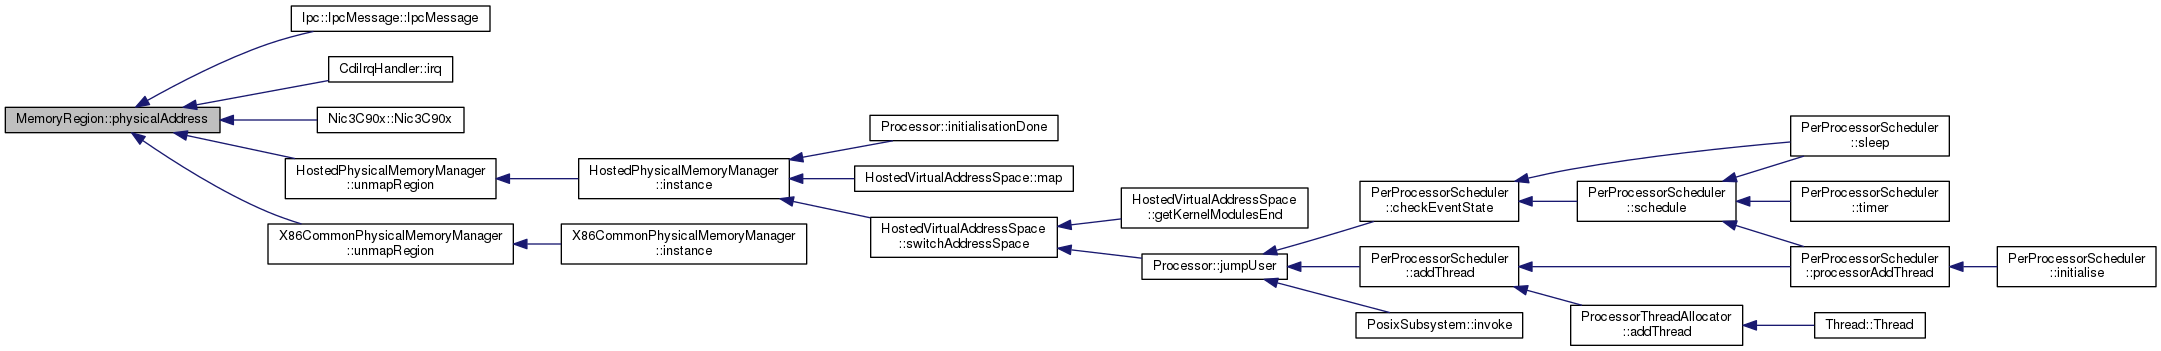 Ipc::IpcMessage::IpcMessage
CdiIrqHandler::irq
MemoryRegion::physicalAddress
Nic3C90x::Nic3C90x
HostedPhysicalMemoryManager
::unmapRegion
X86CommonPhysicalMemoryManager
::unmapRegion
HostedPhysicalMemoryManager
::instance
X86CommonPhysicalMemoryManager
::instance
Processor::initialisationDone
HostedVirtualAddressSpace::map
HostedVirtualAddressSpace
::switchAddressSpace
HostedVirtualAddressSpace
::getKernelModulesEnd
Processor::jumpUser
PerProcessorScheduler
::checkEventState
PerProcessorScheduler
::addThread
PosixSubsystem::invoke
PerProcessorScheduler
::schedule
ProcessorThreadAllocator
::addThread
PerProcessorScheduler
::sleep
PerProcessorScheduler
::timer
PerProcessorScheduler
::processorAddThread
Thread::Thread
PerProcessorScheduler
::initialise